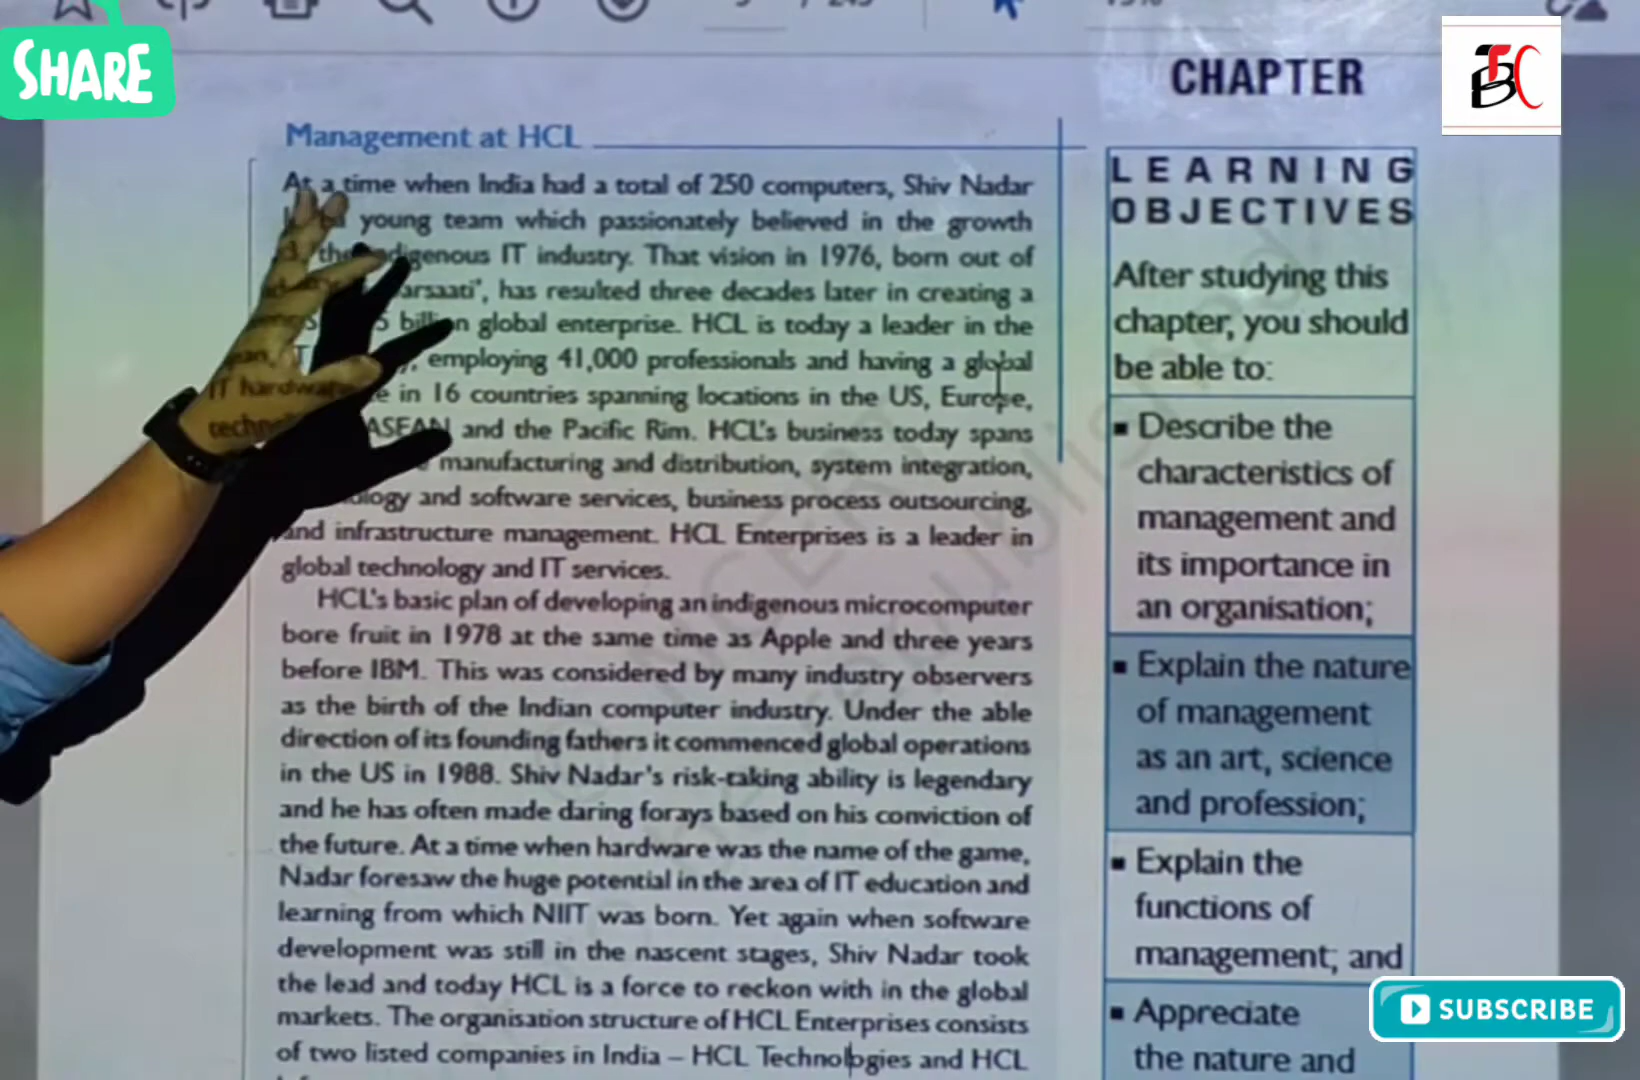 SHARE
CHAPTER
Management at HCL
At a time when India had a total of 250 computers, Shiv Nadar
young team which passionately believed in the growth
the indigenous IT industry. That vision in 1976, born out of
arsaati', has resulted three decades later in creating a
billion global enterprise. HCL is today a leader in the
employing 41,000 professionals and having a global
in 16 countries spanning locations in the US, Europe,
ASEAN and the Pacific Rim. HCL's business today spans
IT hardware manufacturing and distribution, system integration,
and software services, business process outsourcing,
and infrastructure management. HCL Enterprises is a leader in
global technology and IT services.
HCL's basic plan of developing an indigenous microcomputer
bore fruit in 1978 at the same time as Apple and three years
before IBM. This was considered by many industry observers
as the birth of the Indian computer industry. Under the able
direction of its founding fathers it commenced global operations
in the US in 1988. Shiv Nadar's risk-taking ability is legendary
and he has often made daring forays based on his conviction of
the future. At a time when hardware was the name of the game,
Nadar foresaw the huge potential in the area of IT education and
learning from which NIIT was born. Yet again when software
development was still in the nascent stages, Shiv Nadar took
the lead and today HCL is a force to reckon with in the global
markets. The organisation structure of HCL Enterprises consists
of two listed companies in India – HCL Technologies and HCL
LEARNING
OBJECTIVES
After studying this
chapter, you should
be able to:
▪ Describe the
characteristics of
management and
its importance in
an organisation;
▪ Explain the nature
of management
as an art, science
and profession;
▪ Explain the
functions of
management; and
▪ Appreciate
the nature and
SUBSCRIBE